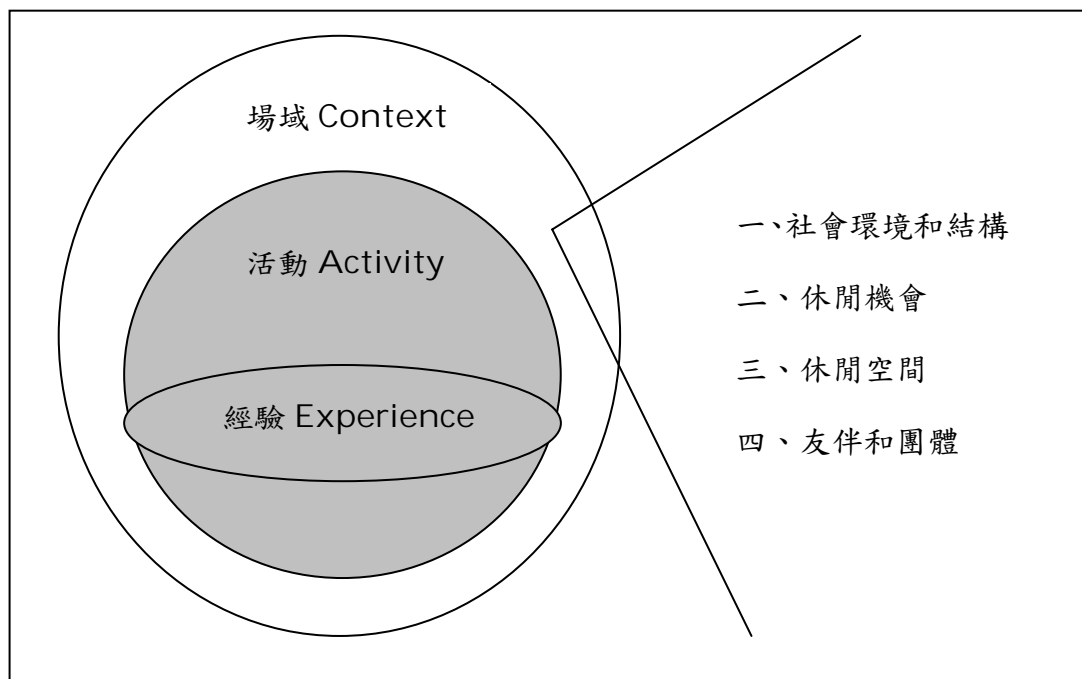 場域 Context
活動 Activity
經驗 Experience
一、社會環境和結構
二、休閒機會
三、休閒空間
四、友伴和團體